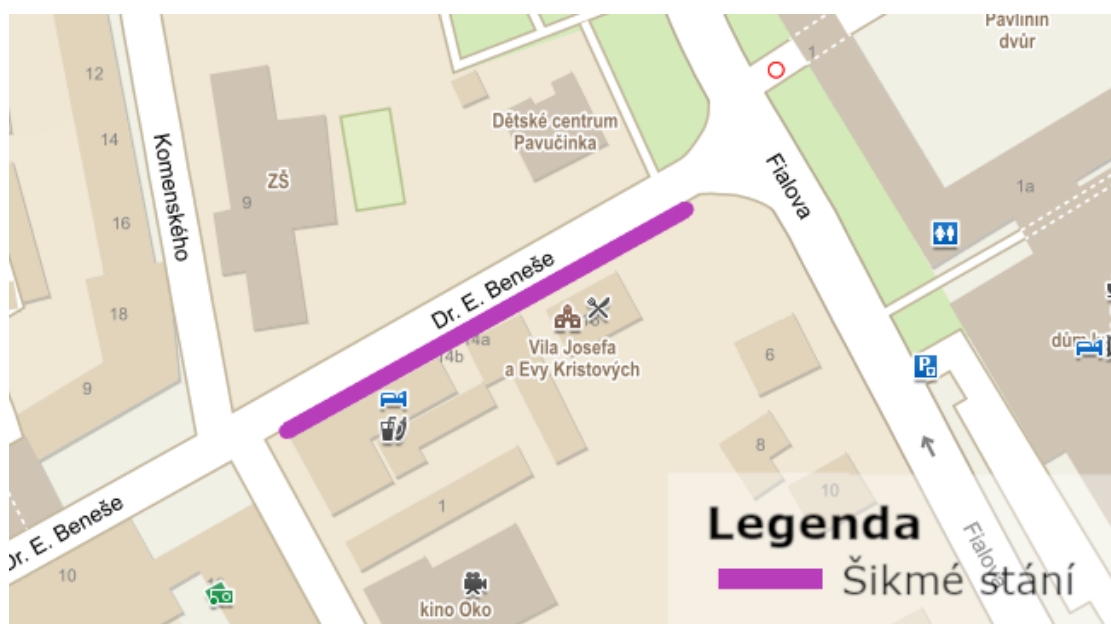 Pavlínin
dvůr
1
12
14
Komenského
16
18
9
ZŠ
9
Dětské centrum
Pavučinka
Fialova
1a
Dr. E. Beneše
14a
14b
Vila Josefa
a Evy Kristových
6
8
10
1
kino Oko
Dr. E. Beneše
10
P
Fialova
Legenda
Šikmé stání